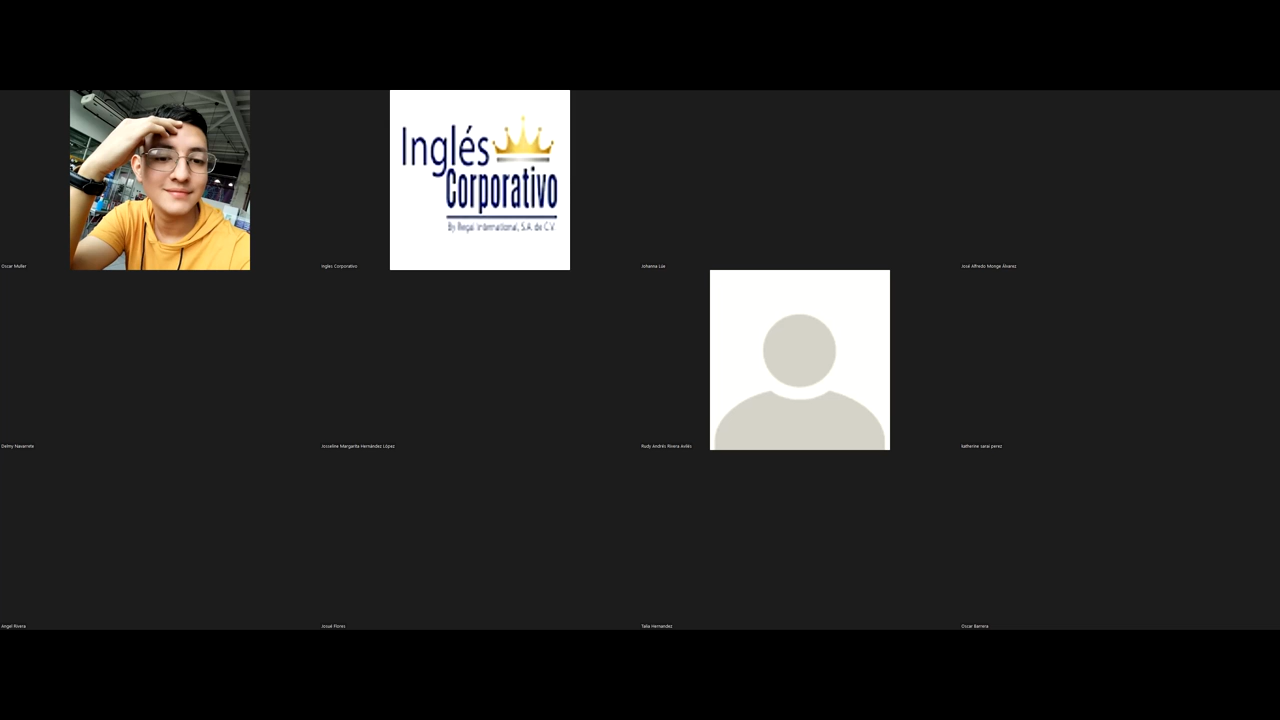 Inglés
Corporativo
By Regal International, S.A. de C.V.
Oscar Muller
Inglés Corporativo
Johanna Lúe
José Alfredo Monge Álvarez
Delmy Navarrete
Josseline Margarita Hernández López
Rudy Andrés Rivera Avilés
katherine sarai perez
Angel Rivera
Josué Flores
Talia Hernandez
Oscar Barrera